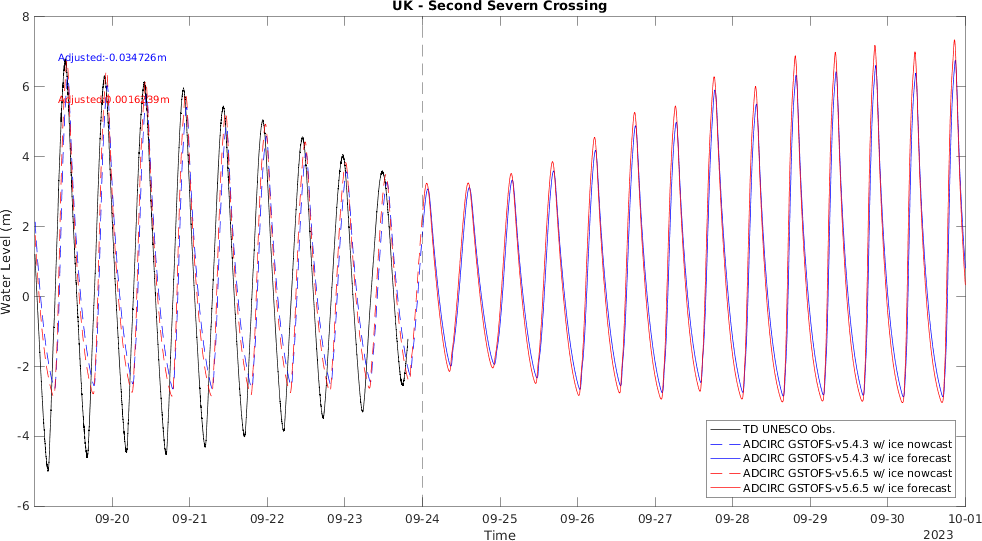 UK - Second Severn Crossing
8
6
4
2
0
-2
-4
-6
Water Level (m)
Adjusted:-0.034726m
TD UNESCO Obs.
ADCIRC GSTOFS-v5.4.3 w/ ice nowcast
ADCIRC GSTOFS-v5.4.3 w/ ice forecast
ADCIRC GSTOFS-v5.6.5 w/ ice nowcast
ADCIRC GSTOFS-v5.6.5 w/ ice forecast
09-20 09-21 09-22 09-23 09-24 09-25 09-26 09-27 09-28 09-29 09-30 10-01
Time
2023